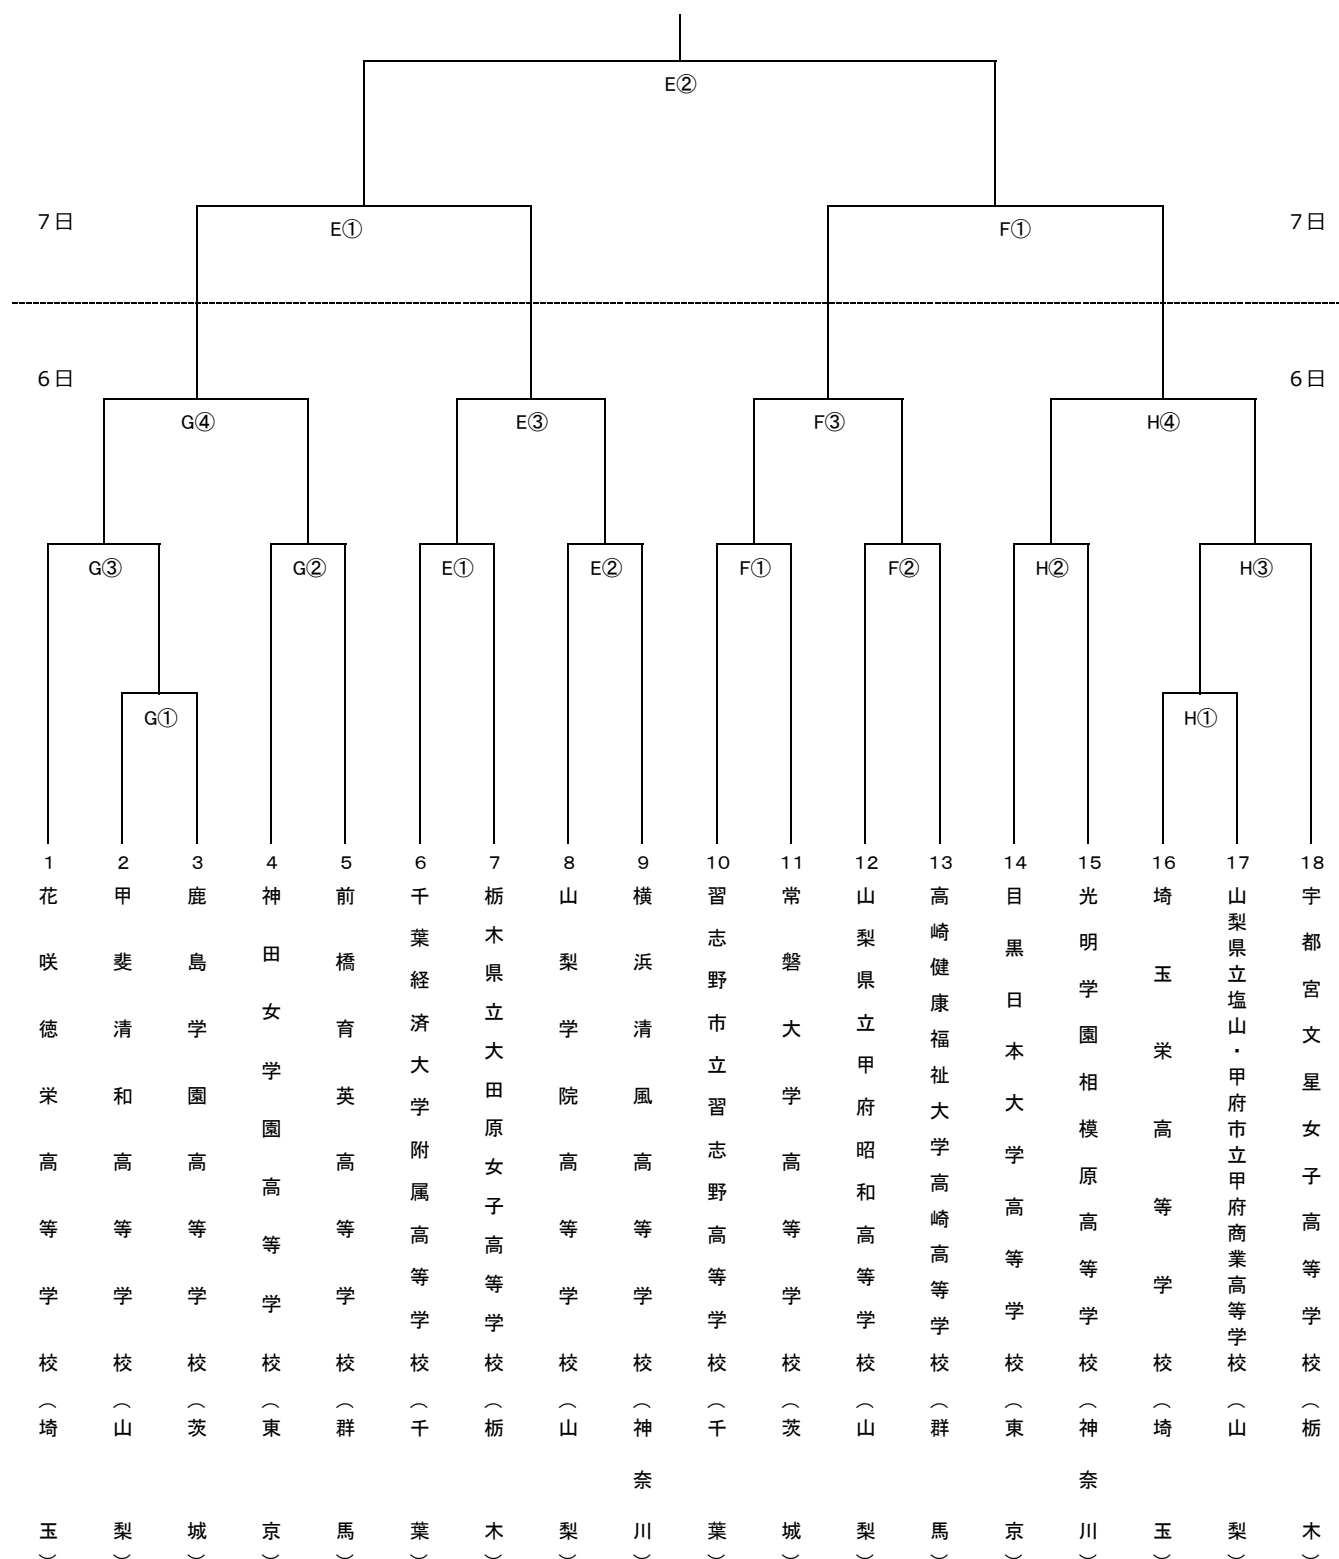 E②
7日
E①
F①
7日
6日
6日
G④
E③
F③
H④
G③
G②
E①
E②
F①
F②
H②
H③
G①
H①
1 花咲徳栄高等学校（埼玉）
2 甲斐清和高等学校（山梨）
3 鹿島学園高等学校（茨城）
4 神田女学園高等学校（東京）
5 前橋育英高等学校（群馬）
6 千葉経済大学附属高等学校（千葉）
7 栃木県立大田原女子高等学校（栃木）
8 山梨学院高等学校（山梨）
9 横浜清風高等学校（神奈川）
10 習志野市立習志野高等学校（千葉）
11 常磐大学高等学校（茨城）
12 山梨県立甲府昭和高等学校（山梨）
13 高崎健康福祉大学高崎高等学校（群馬）
14 目黒日本大学高等学校（東京）
15 光明学園相模原高等学校（神奈川）
16 埼玉栄高等学校（埼玉）
17 山梨県立塩山・甲府市立甲府商業高等学校（山梨）
18 宇都宮文星女子高等学校（栃木）